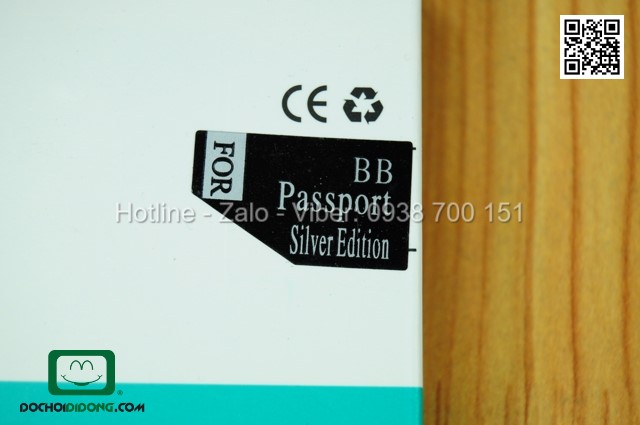 CE
FOR
BB
Passport
Silver Edition
Hotline - Zalo - Viber: 0938 700 151
DOCHOIDIDONG.COM